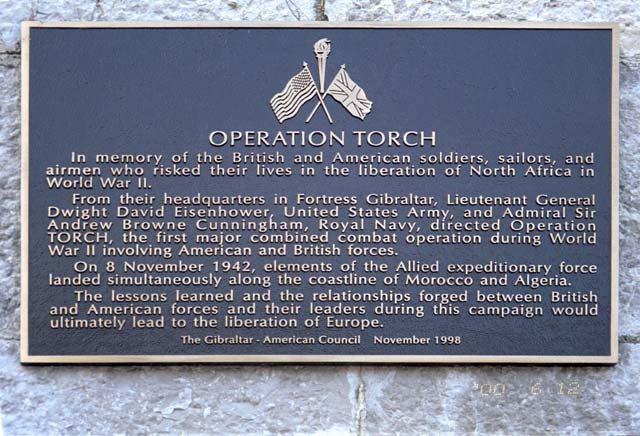 OPERATION TORCH
In memory of the British and American soldiers, sailors, and
airmen who risked their lives in the liberation of North Africa in
World War II.
From their headquarters in Fortress Gibraltar, Lieutenant General
Dwight David Eisenhower, United States Army, and Admiral Sir
Andrew Browne Cunningham, Royal Navy, directed Operation
TORCH, the first major combined combat operation during World
War II involving American and British forces.
On 8 November 1942, elements of the Allied expeditionary force
landed simultaneously along the coastline of Morocco and Algeria.
The lessons learned and the relationships forged between British
and American forces and their leaders during this campaign would
ultimately lead to the liberation of Europe.
The Gibraltar - American Council November 1998
'00 6 12